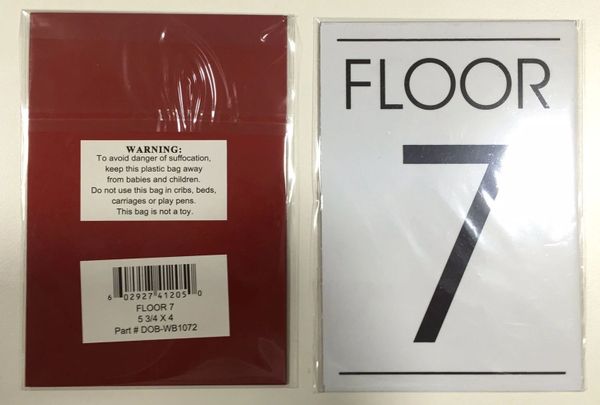 WARNING:
To avoid danger of suffocation,
keep this plastic bag away
from babies and children.
Do not use this bag in cribs, beds,
carriages or play pens.
This bag is not a toy.
6 02927 41205 0
FLOOR 7
5 3/4 X 4
Part # DOB-WB1072
FLOOR
7